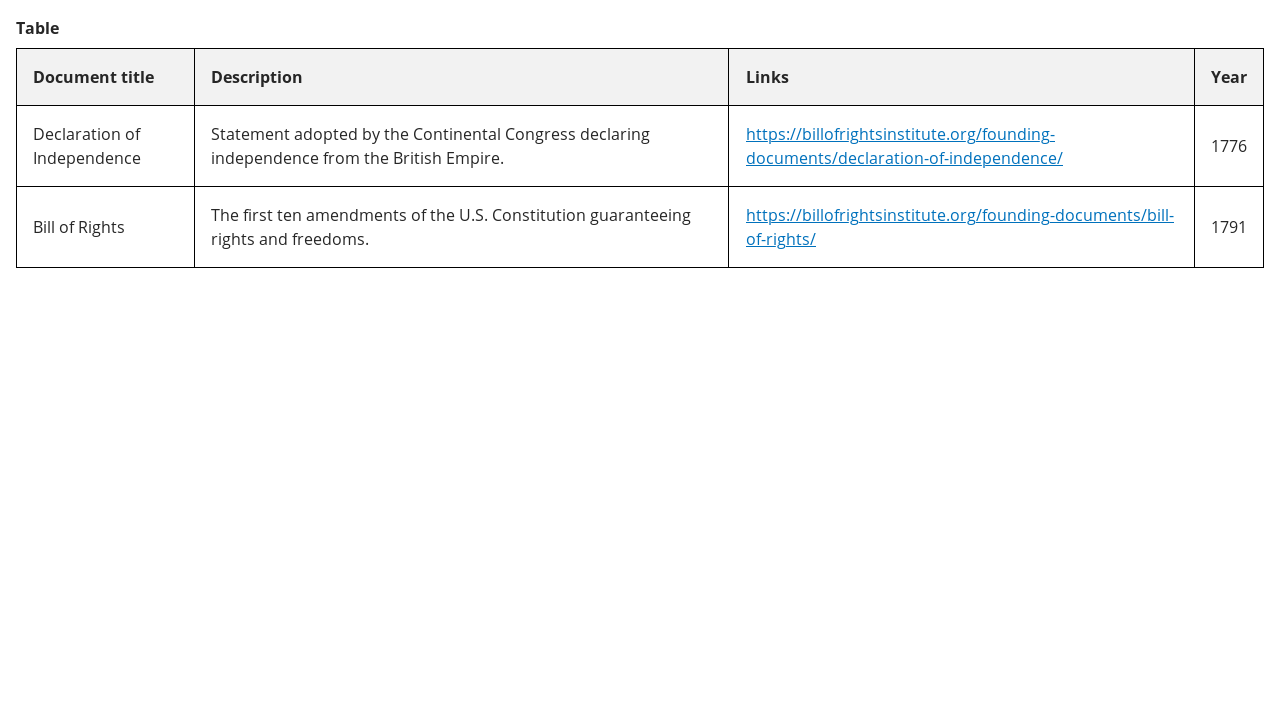 Table
Document title Description Links Year
Declaration of Independence Statement adopted by the Continental Congress declaring independence from the British Empire. https://billofrightsinstitute.org/founding-documents/declaration-of-independence/ 1776
Bill of Rights The first ten amendments of the U.S. Constitution guaranteeing rights and freedoms. https://billofrightsinstitute.org/founding-documents/bill-of-rights/ 1791